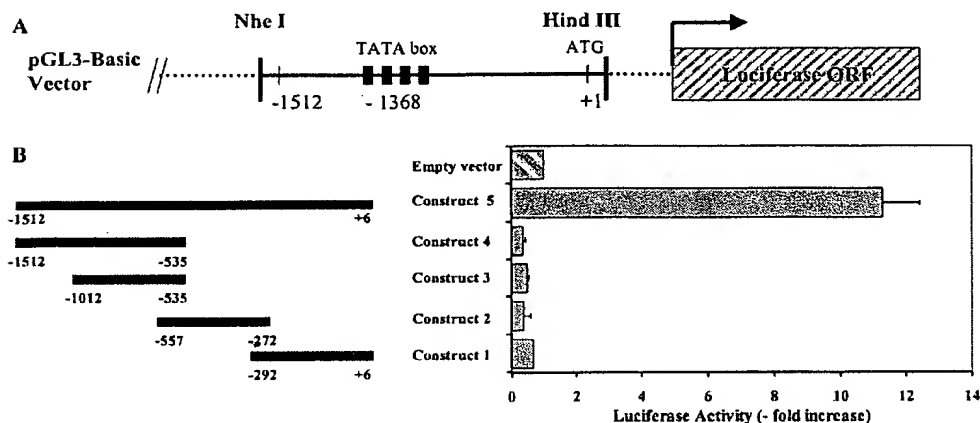 A
Nhe I
Hind III
pGL3-Basic
Vector
TATA box
ATG
-1512
- 1368
+1
Luciferase ORF
B
-1512
+6
-1512
-535
-1012
-535
-557
-272
-292
+6
Empty vector
Construct 5
Construct 4
Construct 3
Construct 2
Construct 1
0
2
4
6
8
10
12
14
Luciferase Activity (- fold increase)